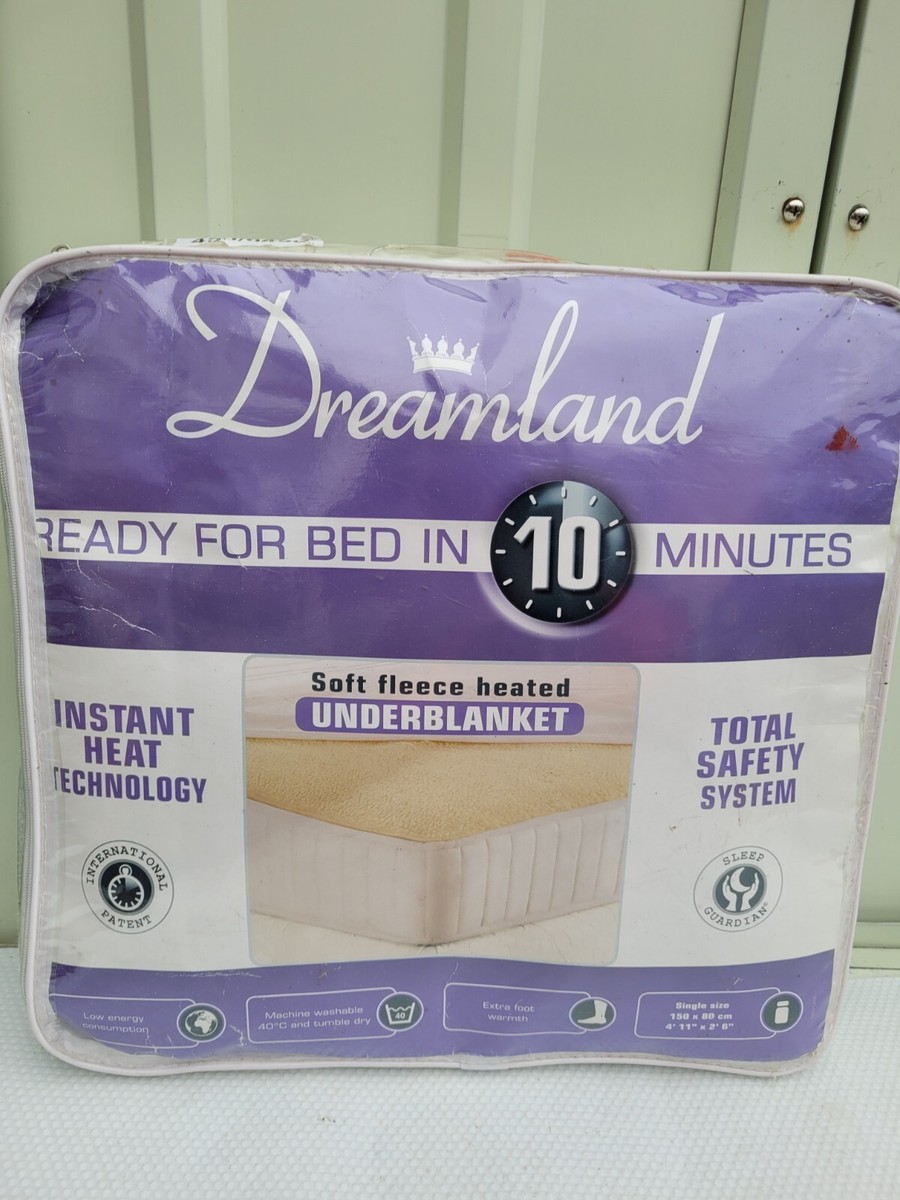 Dreamland
READY FOR BED IN 10 MINUTES
INSTANT
HEAT
TECHNOLOGY
INTERNATIONAL
PATENT
Soft fleece heated
UNDERBLANKET
TOTAL
SAFETY
SYSTEM
SLEEP
GUARDIAN®
Low energy
consumption
Machine washable
40°C and tumble dry
40
Extra foot
warmth
Single size
150 x 80 cm
4' 11" x 2' 6"